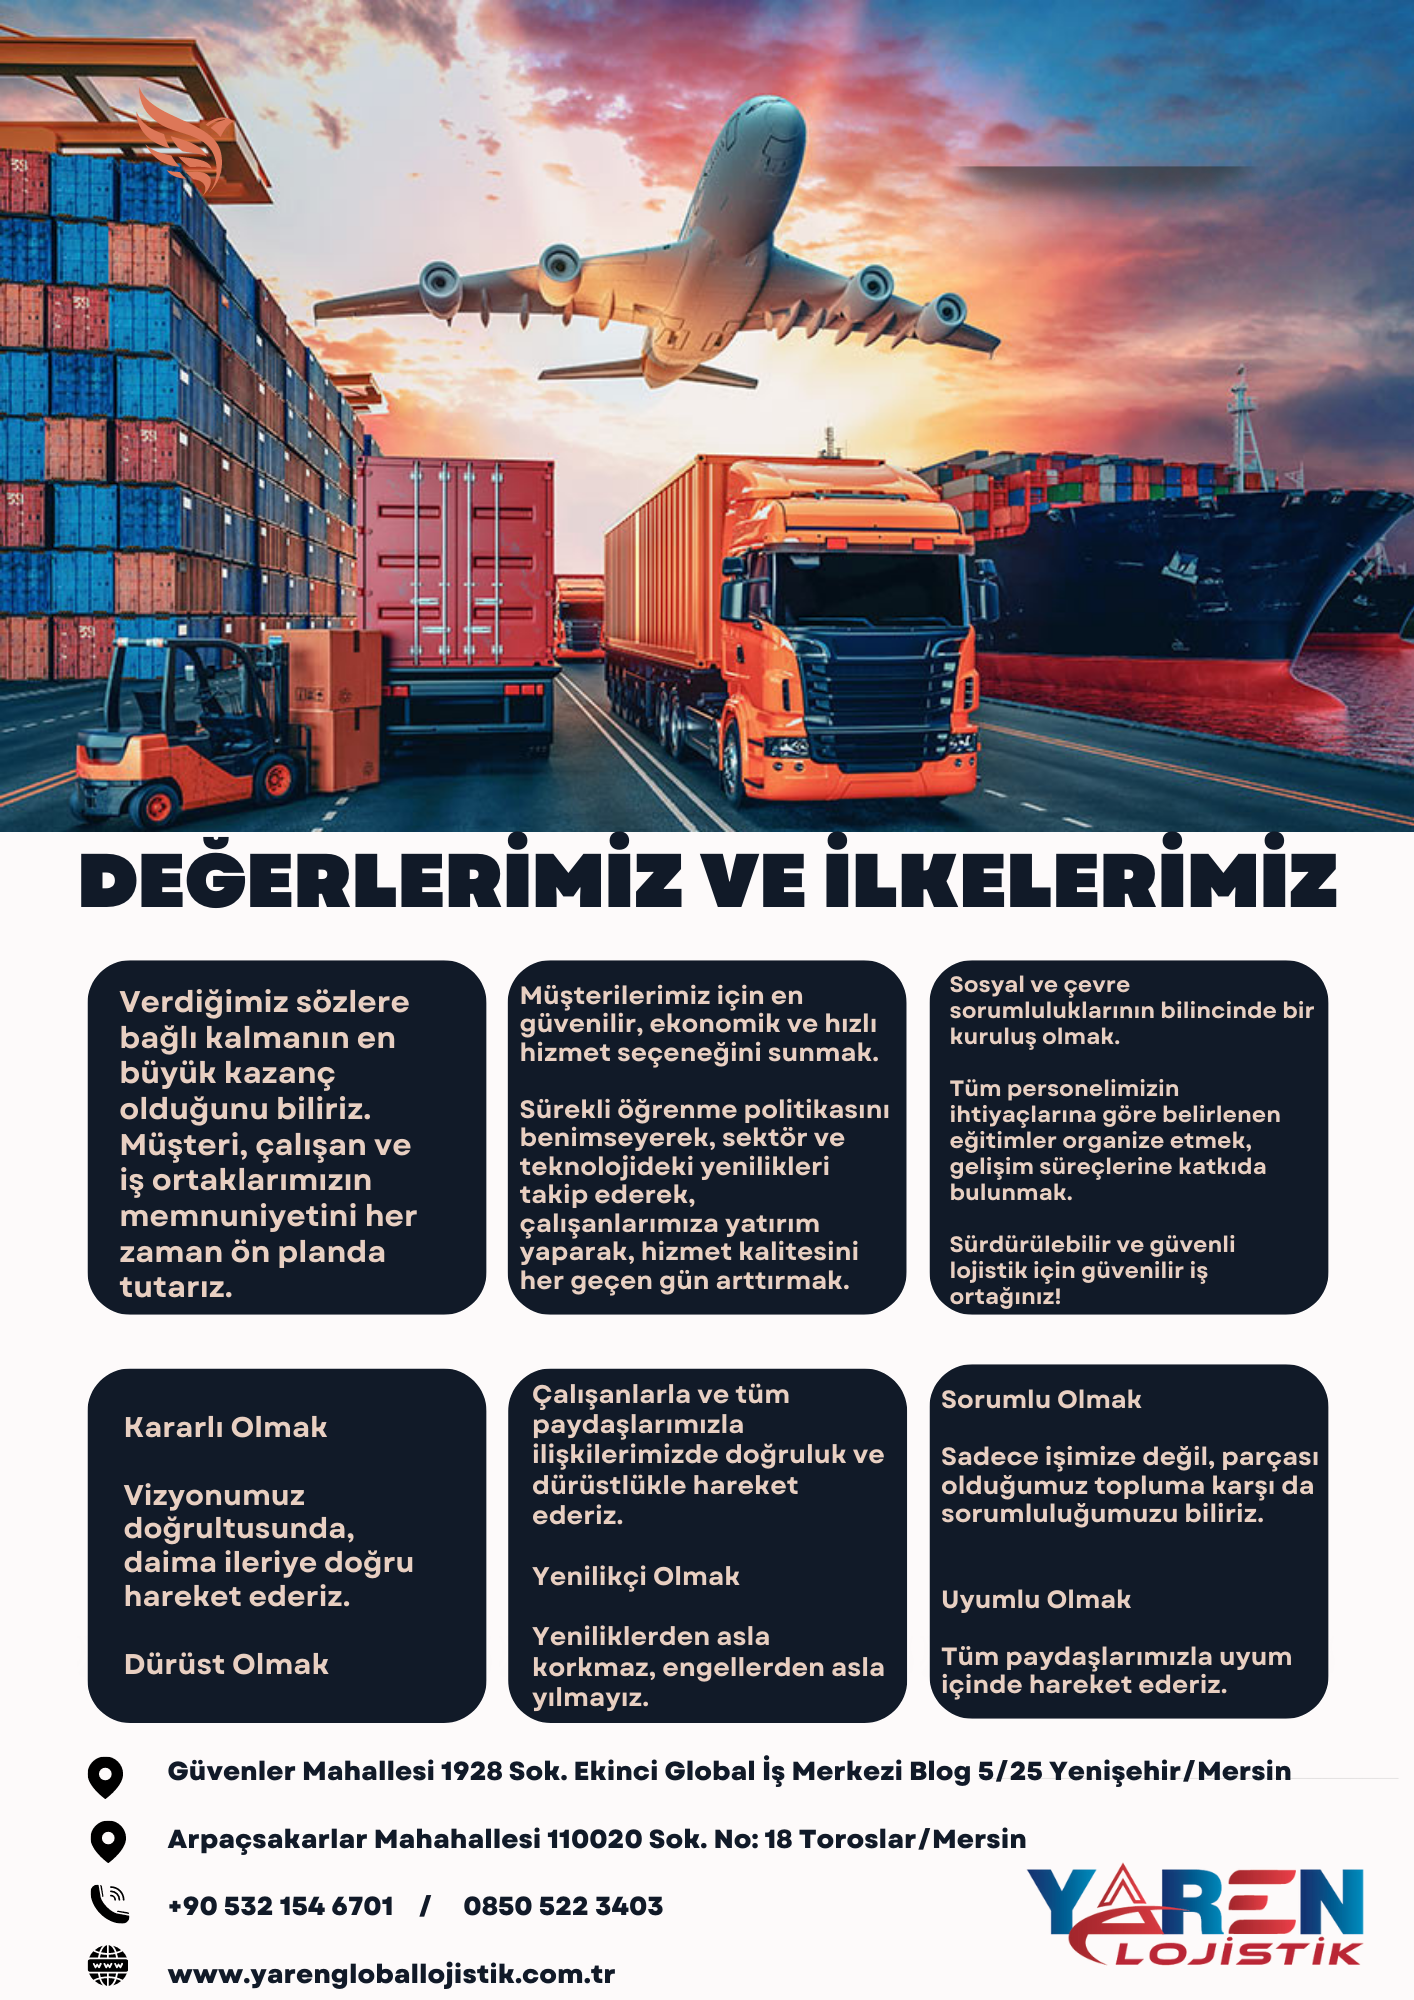 39
39
39
39
39
DEĞERLERİMİZ VE İLKELERİMİZ
Verdiğimiz sözlere
bağlı kalmanın en
büyük kazanç
olduğunu biliriz.
Müşteri, çalışan ve
iş ortaklarımızın
memnuniyetini her
zaman ön planda
tutarız.
Müşterilerimiz için en
güvenilir, ekonomik ve hızlı
hizmet seçeneğini sunmak.
Sürekli öğrenme politikasını
benimseyerek, sektör ve
teknolojideki yenilikleri
takip ederek,
çalışanlarımıza yatırım
yaparak, hizmet kalitesini
her geçen gün arttırmak.
Sosyal ve çevre
sorumluluklarının bilincinde bir
kuruluş olmak.
Tüm personelimizin
ihtiyaçlarına göre belirlenen
eğitimler organize etmek,
gelişim süreçlerine katkıda
bulunmak.
Sürdürülebilir ve güvenli
lojistik için güvenilir iş
ortağınız!
Kararlı Olmak
Vizyonumuz
doğrultusunda,
daima ileriye doğru
hareket ederiz.
Dürüst Olmak
Çalışanlarla ve tüm
paydaşlarımızla
ilişkilerimizde doğruluk ve
dürüstlükle hareket
ederiz.
Yenilikçi Olmak
Yeniliklerden asla
korkmaz, engellerden asla
yılmayız.
Sorumlu Olmak
Sadece işimize değil, parçası
olduğumuz topluma karşı da
sorumluluğumuzu biliriz.
Uyumlu Olmak
Tüm paydaşlarımızla uyum
içinde hareket ederiz.
Güvenler Mahallesi 1928 Sok. Ekinci Global İş Merkezi Blog 5/25 Yenişehir/Mersin
Arpaçsakarlar Mahahallesi 110020 Sok. No: 18 Toroslar/Mersin
+90 532 154 6701 / 0850 522 3403
www
www.yarengloballojistik.com.tr
YAREN
LOJİSTİK